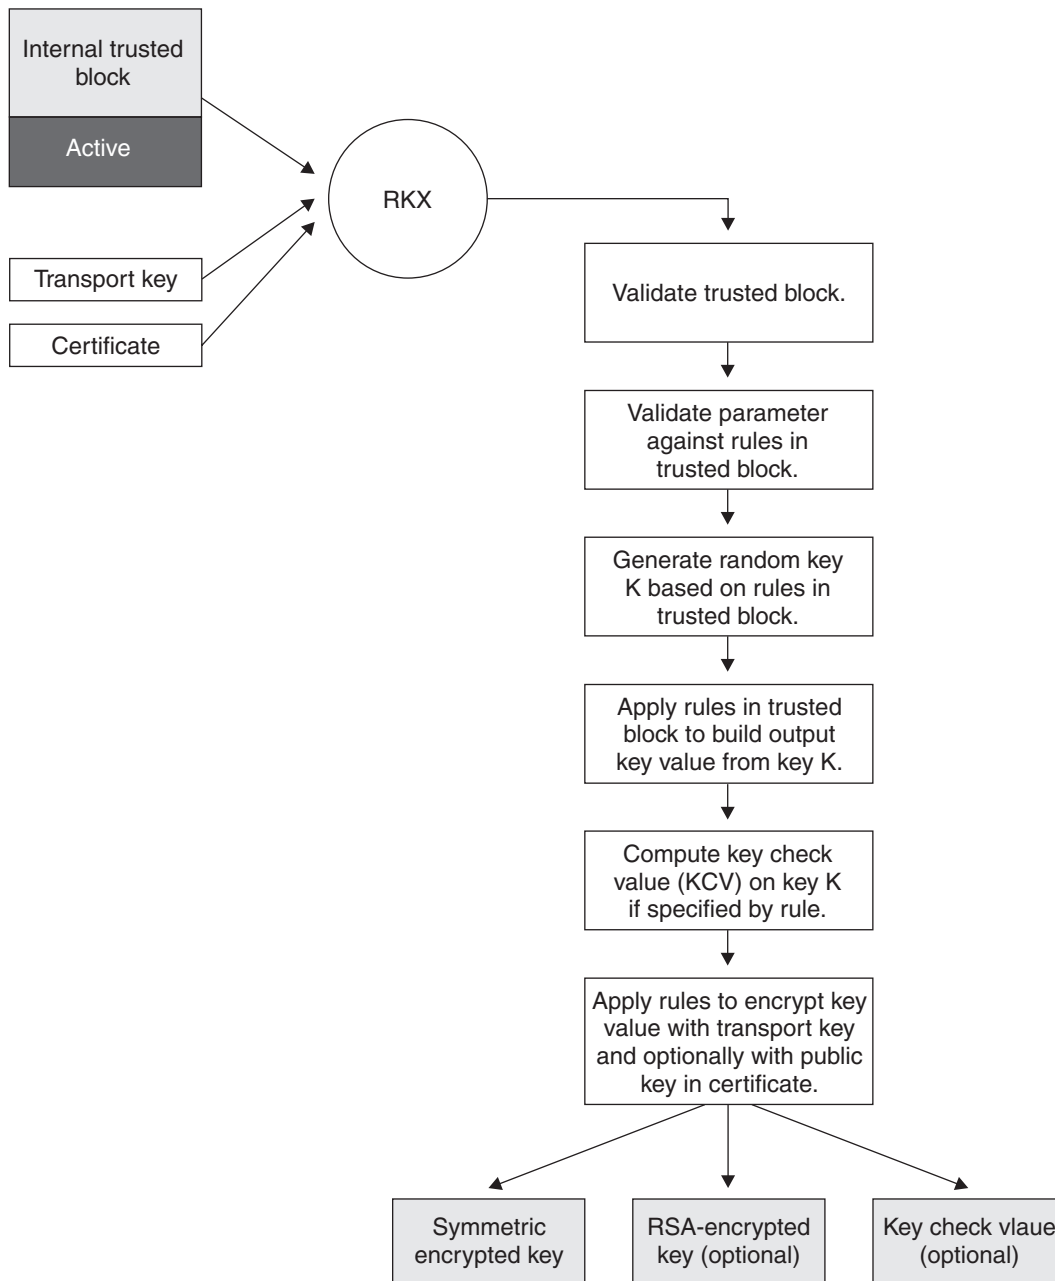 Internal trusted
block
Active
RKX
Transport key
Certificate
Validate trusted block.
Validate parameter
against rules in
trusted block.
Generate random key
K based on rules in
trusted block.
Apply rules in trusted
block to build output
key value from key K.
Compute key check
value (KCV) on key K
if specified by rule.
Apply rules to encrypt key
value with transport key
and optionally with public
key in certificate.
Symmetric
encrypted key
RSA-encrypted
key (optional)
Key check vlaue
(optional)